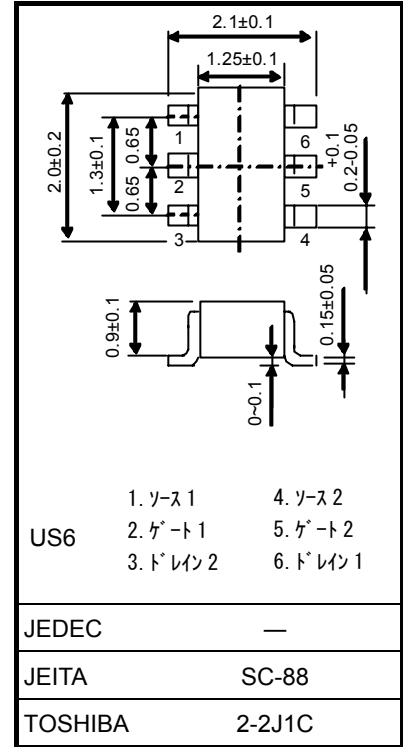 2.1±0.1
1.25±0.1
2.0±0.2
1.3±0.1
0.65
0.65
1
2
3
6
5
4
+0.1
0.2-0.05
0.9±0.1
0~0.1
0.15±0.05
US6
1. ソース 1
2. ゲート 1
3. ドレイン 2
4. ソース 2
5. ゲート 2
6. ドレイン 1
JEDEC ―
JEITA SC-88
TOSHIBA 2-2J1C